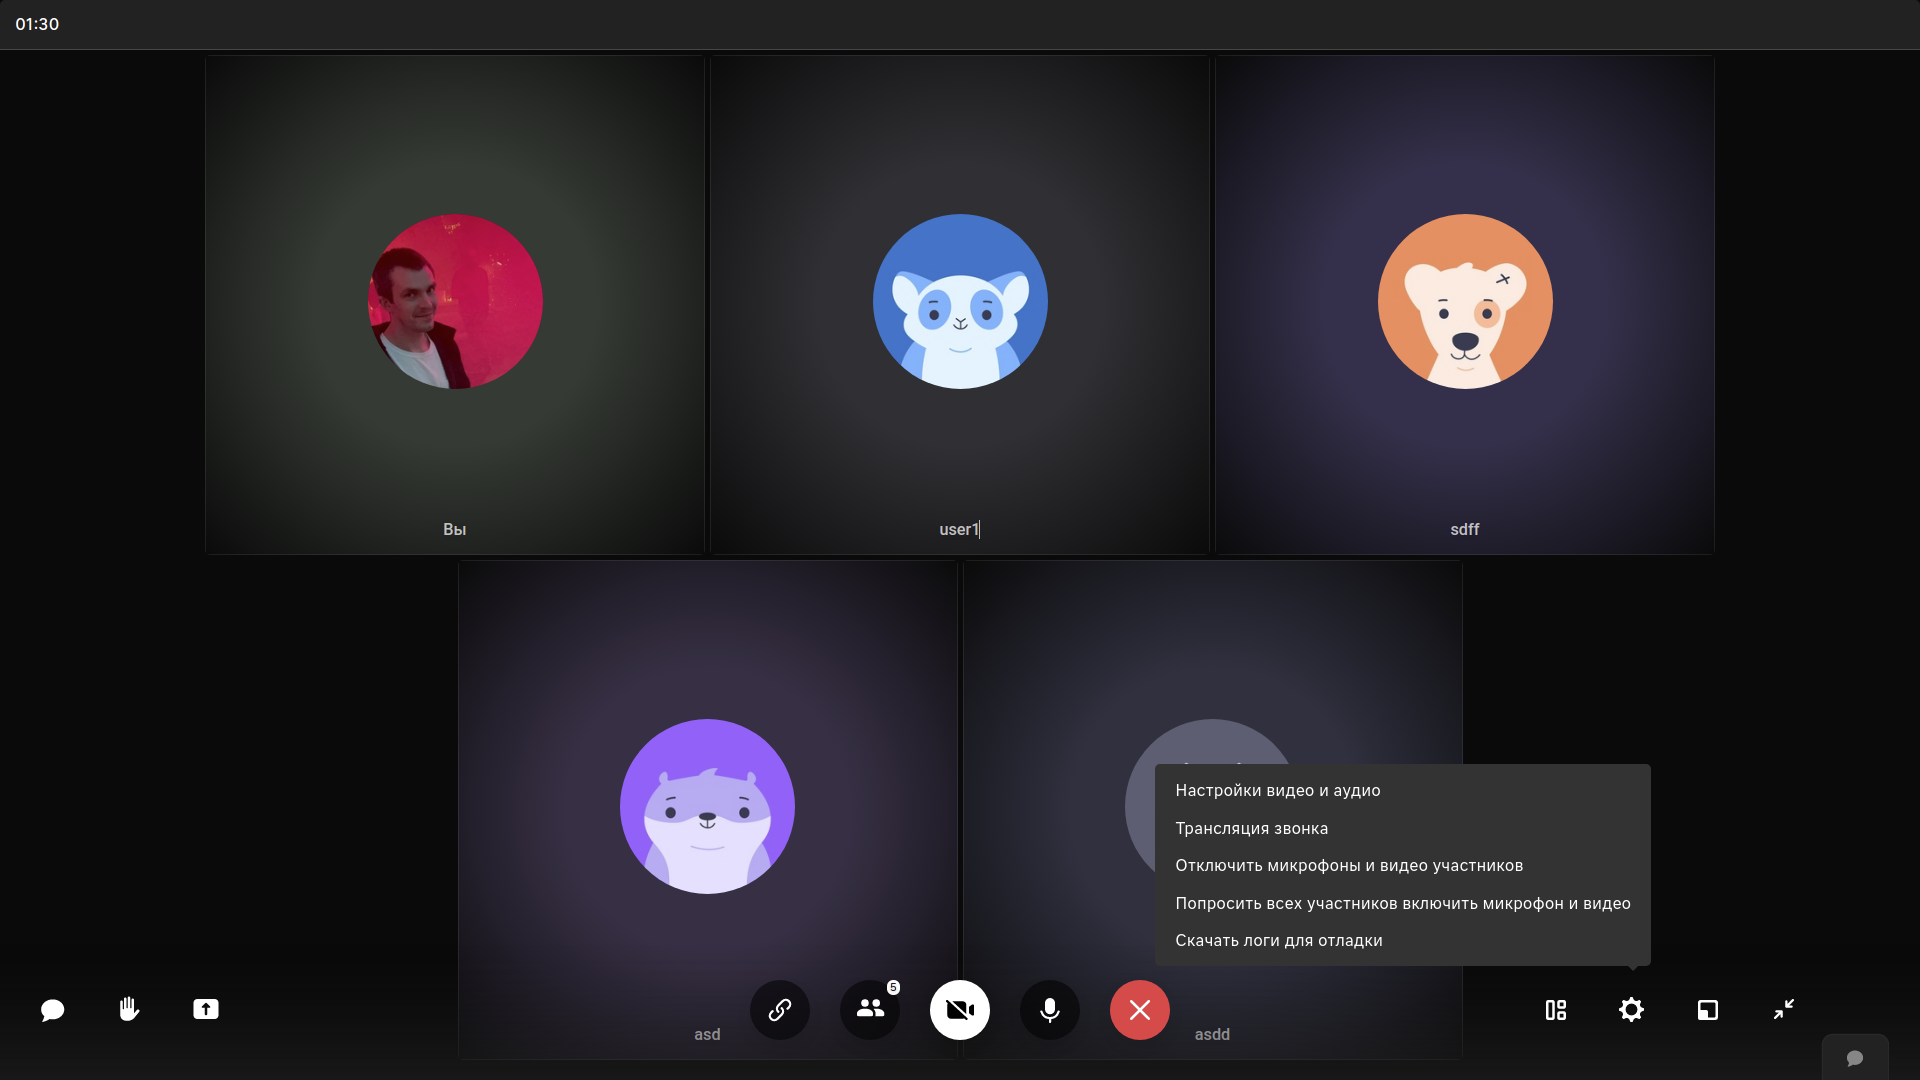 01:30
Вы
user1
sdff
Настройки видео и аудио
Трансляция звонка
Отключить микрофоны и видео участников
Попросить всех участников включить микрофон и видео
Скачать логи для отладки
5
asd
asdd